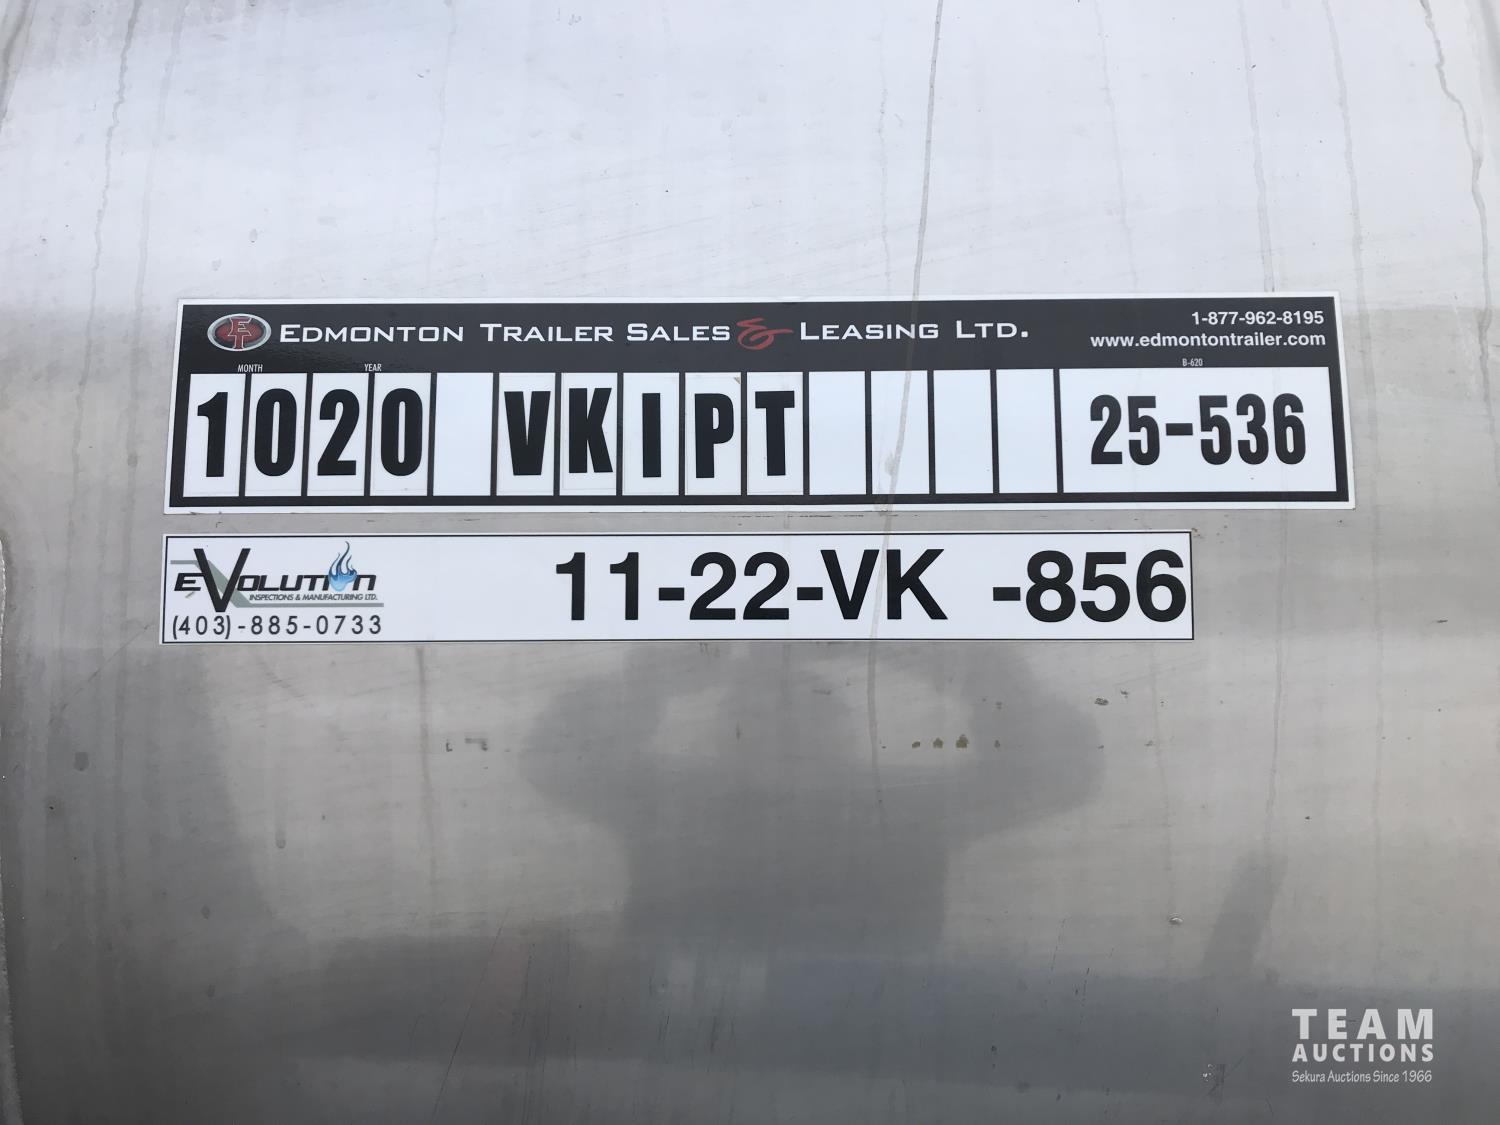 ET EDMONTON TRAILER SALES & LEASING LTD.
1-877-962-8195
www.edmontontrailer.com
MONTH YEAR B-620
1020 VKIPT 25-536
EVOLUTION
INSPECTIONS & MANUFACTURING LTD.
(403)-885-0733
11-22-VK -856
TEAM
AUCTIONS
Sekura Auctions Since 1966